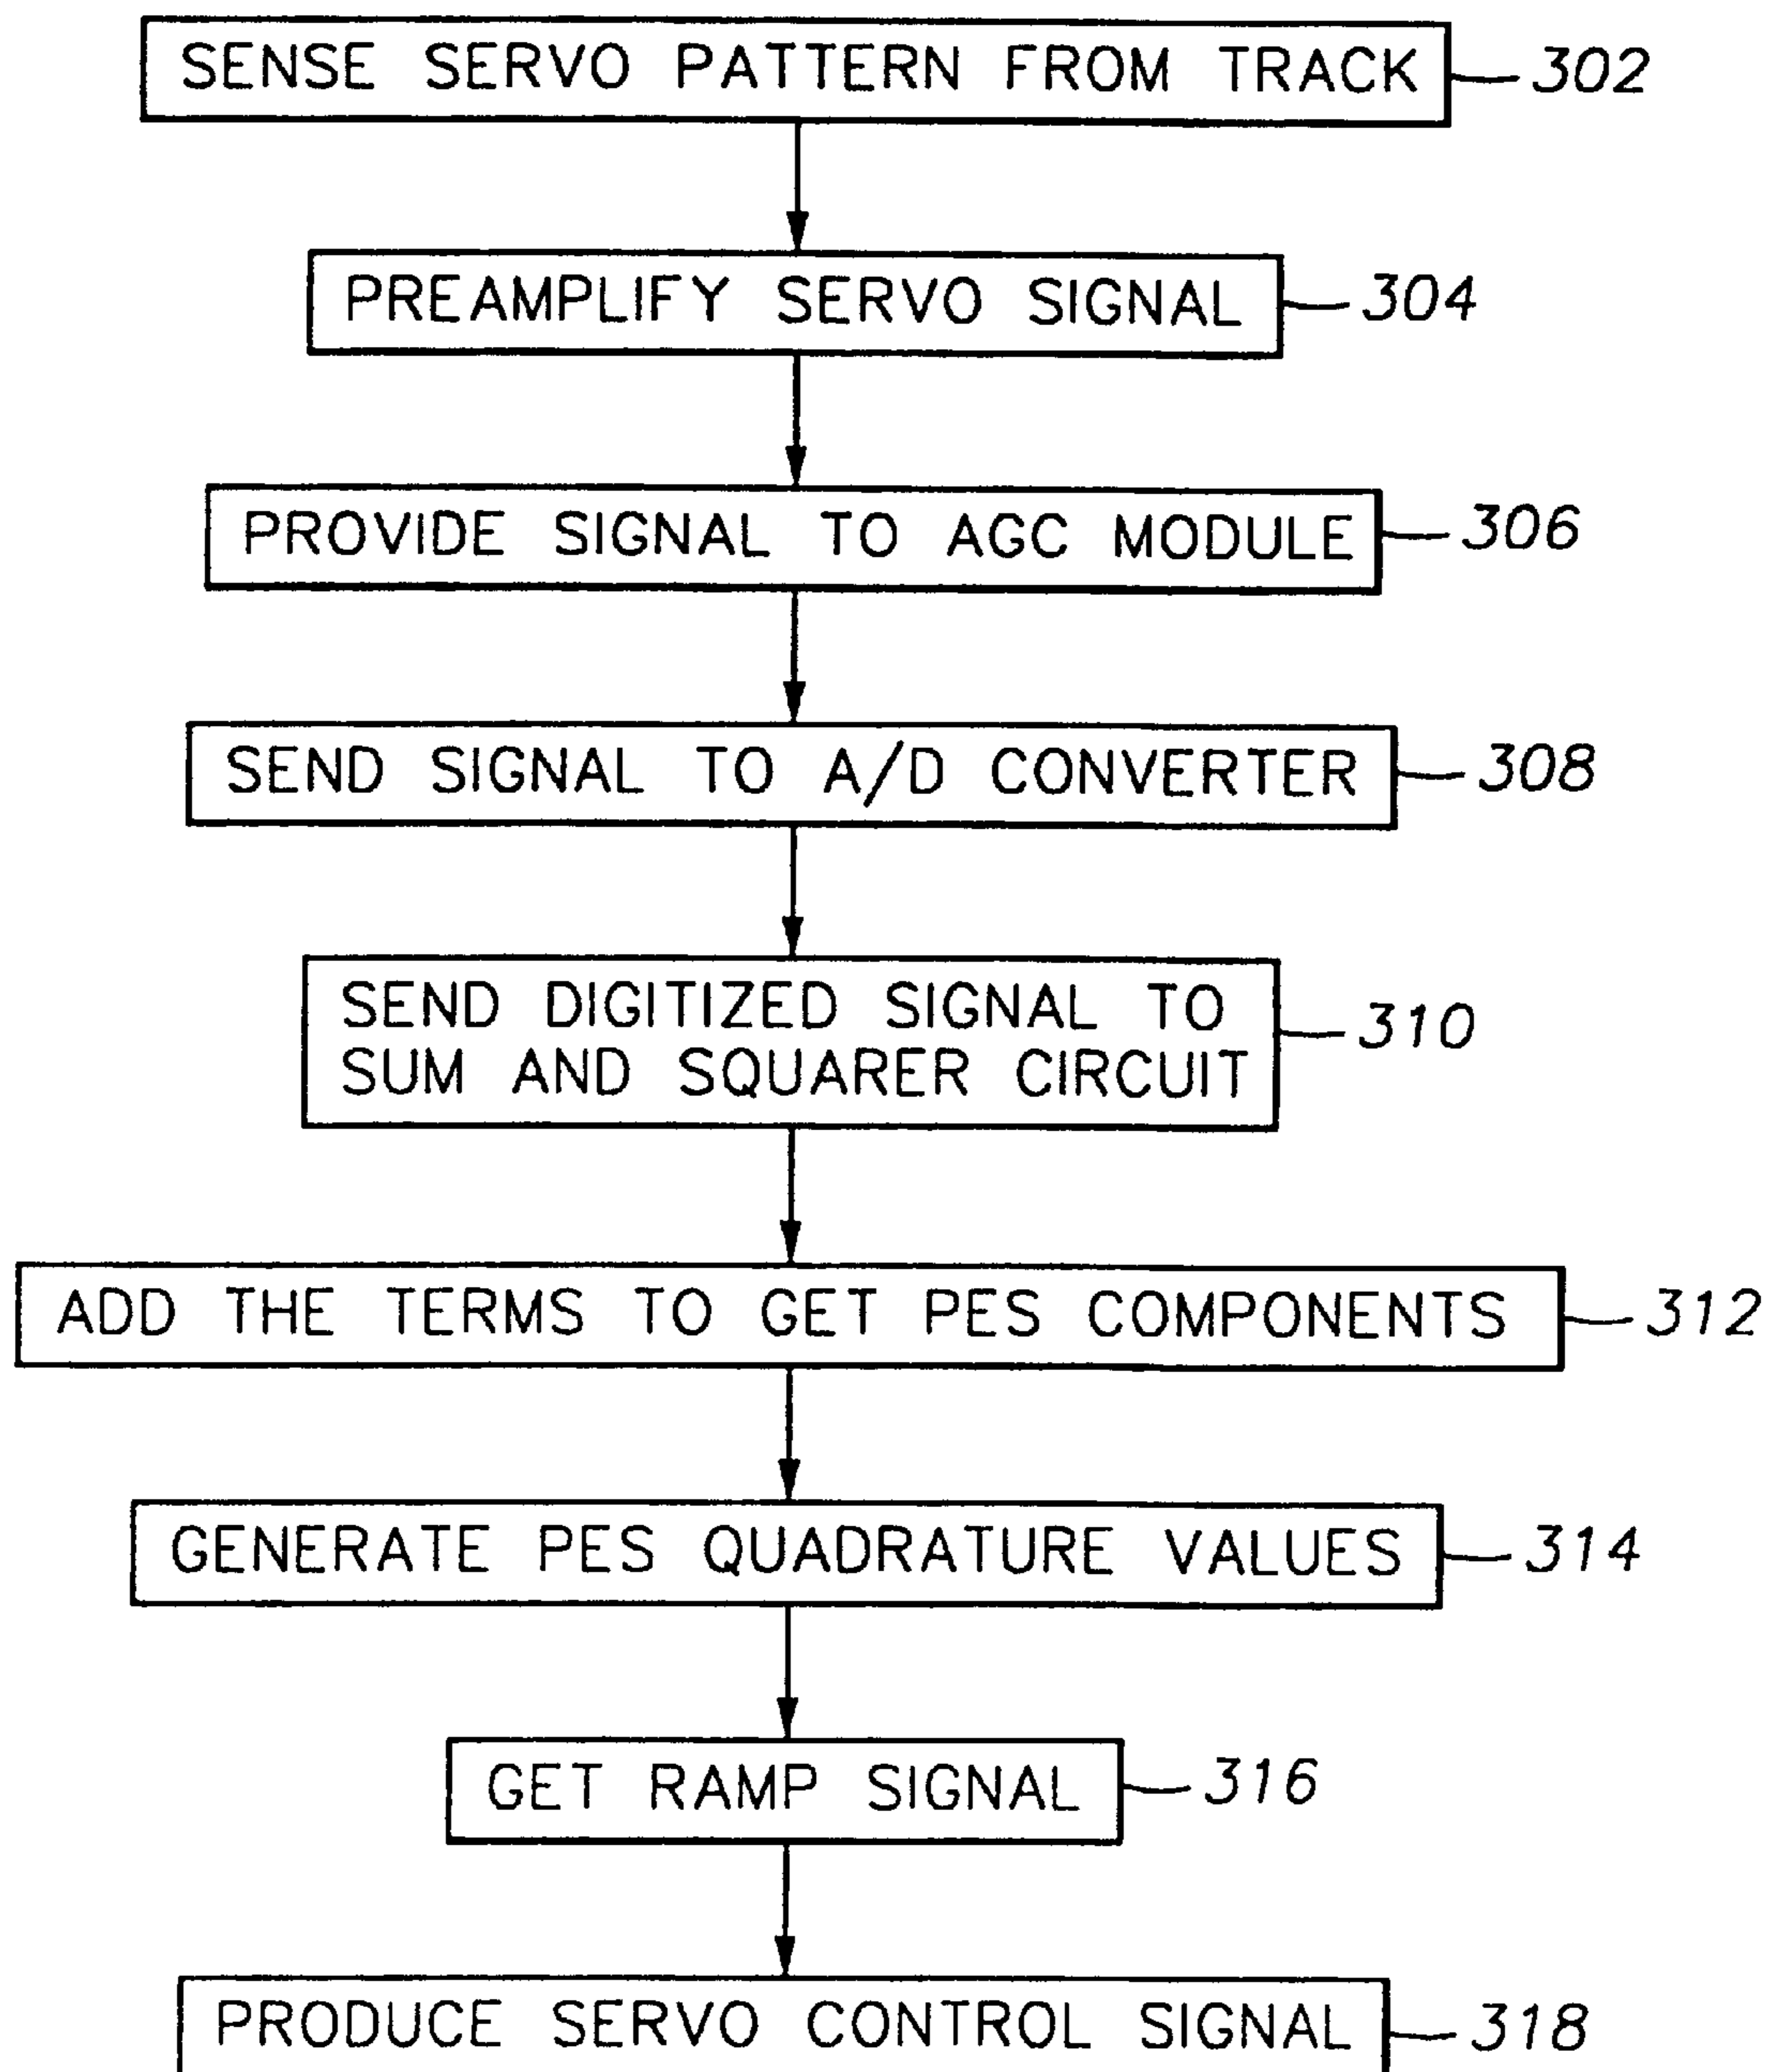 SENSE SERVO PATTERN FROM TRACK 302
PREAMPLIFY SERVO SIGNAL 304
PROVIDE SIGNAL TO AGC MODULE 306
SEND SIGNAL TO A/D CONVERTER 308
SEND DIGITIZED SIGNAL TO
SUM AND SQUARER CIRCUIT 310
ADD THE TERMS TO GET PES COMPONENTS 312
GENERATE PES QUADRATURE VALUES 314
GET RAMP SIGNAL 316
PRODUCE SERVO CONTROL SIGNAL 318